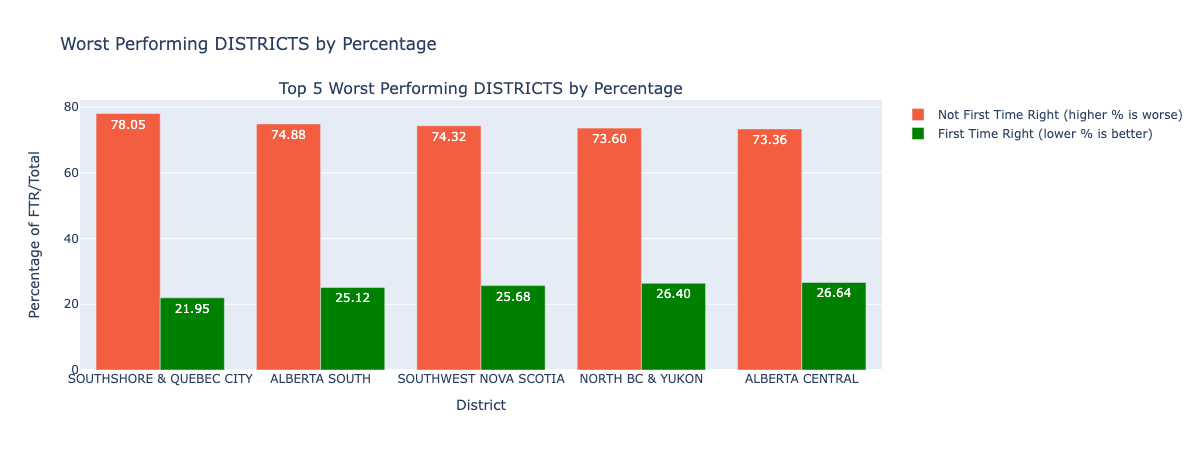 Worst Performing DISTRICTS by Percentage
Top 5 Worst Performing DISTRICTS by Percentage
Not First Time Right (higher % is worse)
First Time Right (lower % is better)
Percentage of FTR/Total
80
60
40
20
0
78.05
21.95
74.88
25.12
74.32
25.68
73.60
26.40
73.36
26.64
SOUTHSHORE & QUEBEC CITY
ALBERTA SOUTH
SOUTHWEST NOVA SCOTIA
NORTH BC & YUKON
ALBERTA CENTRAL
District